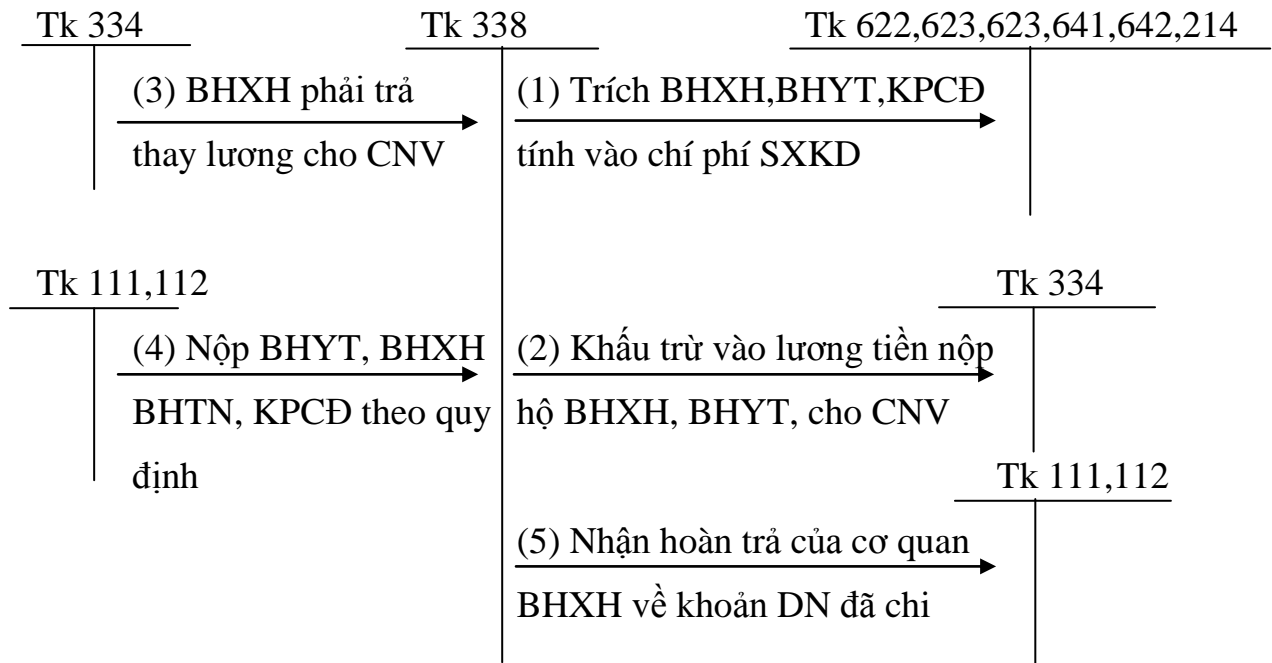 Tk 334
Tk 338
Tk 622,623,623,641,642,214
(3) BHXH phải trả
thay lương cho CNV
(1) Trích BHXH,BHYT,KPCĐ
tính vào chí phí SXKD
Tk 111,112
Tk 334
(4) Nộp BHYT, BHXH
BHTN, KPCĐ theo quy
định
(2) Khấu trừ vào lương tiền nộp
hộ BHXH, BHYT, cho CNV
Tk 111,112
(5) Nhận hoàn trả của cơ quan
BHXH về khoản DN đã chi